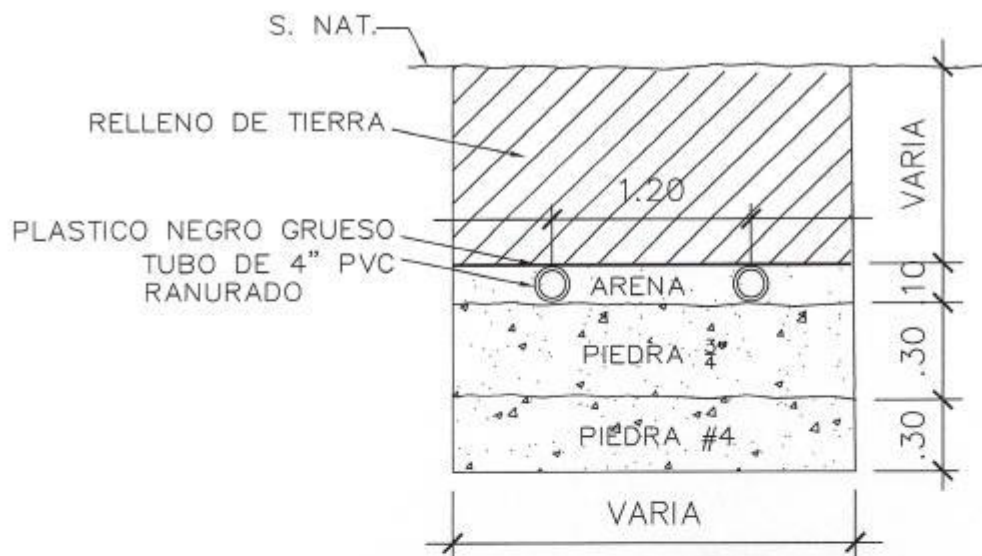 S. NAT.
RELLENO DE TIERRA
VARIA
1.20
PLASTICO NEGRO GRUESO
TUBO DE 4" PVC
RANURADO
ARENA
10
PIEDRA 3/4"
.30
PIEDRA #4
.30
VARIA